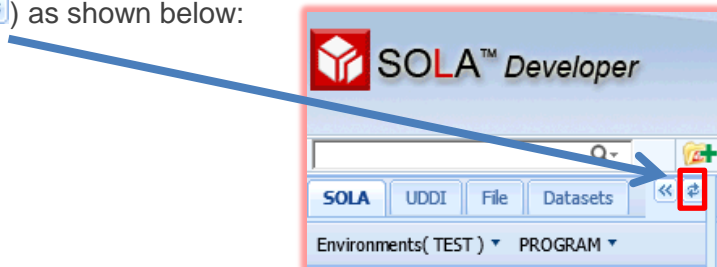 ) as shown below:
SOLA™ Developer
SOLA UDDI File Datasets
Environments( TEST ) PROGRAM